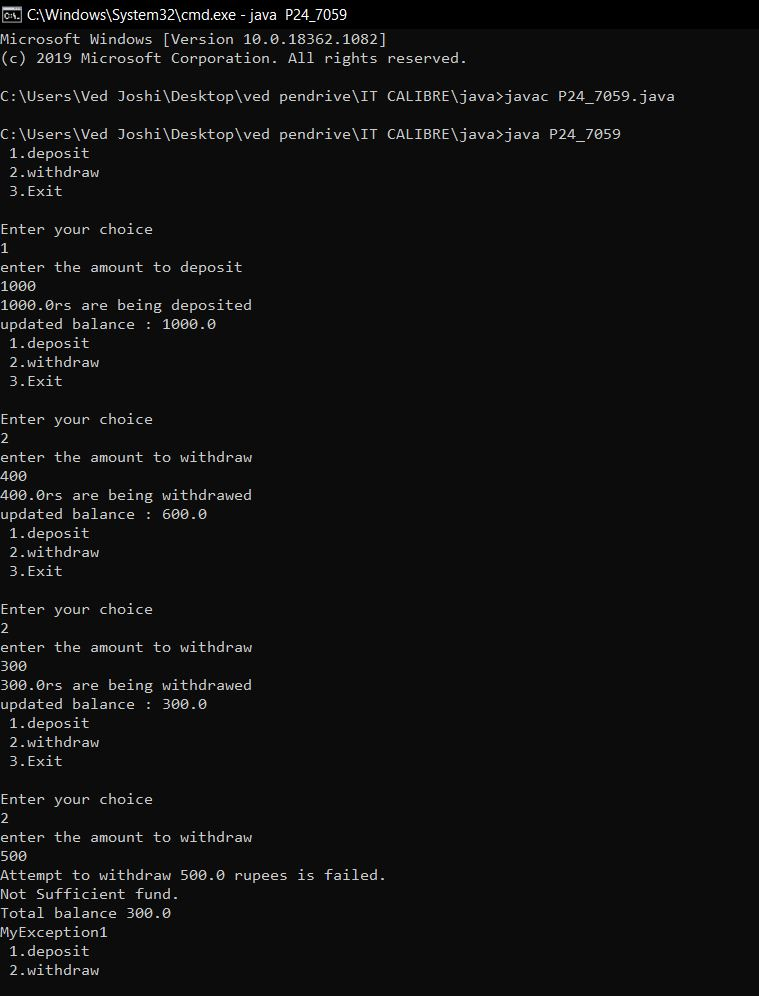 C:\Windows\System32\cmd.exe - java  P24_7059
Microsoft Windows [Version 10.0.18362.1082]
(c) 2019 Microsoft Corporation. All rights reserved.

C:\Users\Ved Joshi\Desktop\ved pendrive\IT CALIBRE\java>javac P24_7059.java

C:\Users\Ved Joshi\Desktop\ved pendrive\IT CALIBRE\java>java P24_7059
 1.deposit
 2.withdraw
 3.Exit

Enter your choice
1
enter the amount to deposit
1000
1000.0rs are being deposited
updated balance : 1000.0
 1.deposit
 2.withdraw
 3.Exit

Enter your choice
2
enter the amount to withdraw
400
400.0rs are being withdrawed
updated balance : 600.0
 1.deposit
 2.withdraw
 3.Exit

Enter your choice
2
enter the amount to withdraw
300
300.0rs are being withdrawed
updated balance : 300.0
 1.deposit
 2.withdraw
 3.Exit

Enter your choice
2
enter the amount to withdraw
500
Attempt to withdraw 500.0 rupees is failed.
Not Sufficient fund.
Total balance 300.0
MyException1
 1.deposit
 2.withdraw